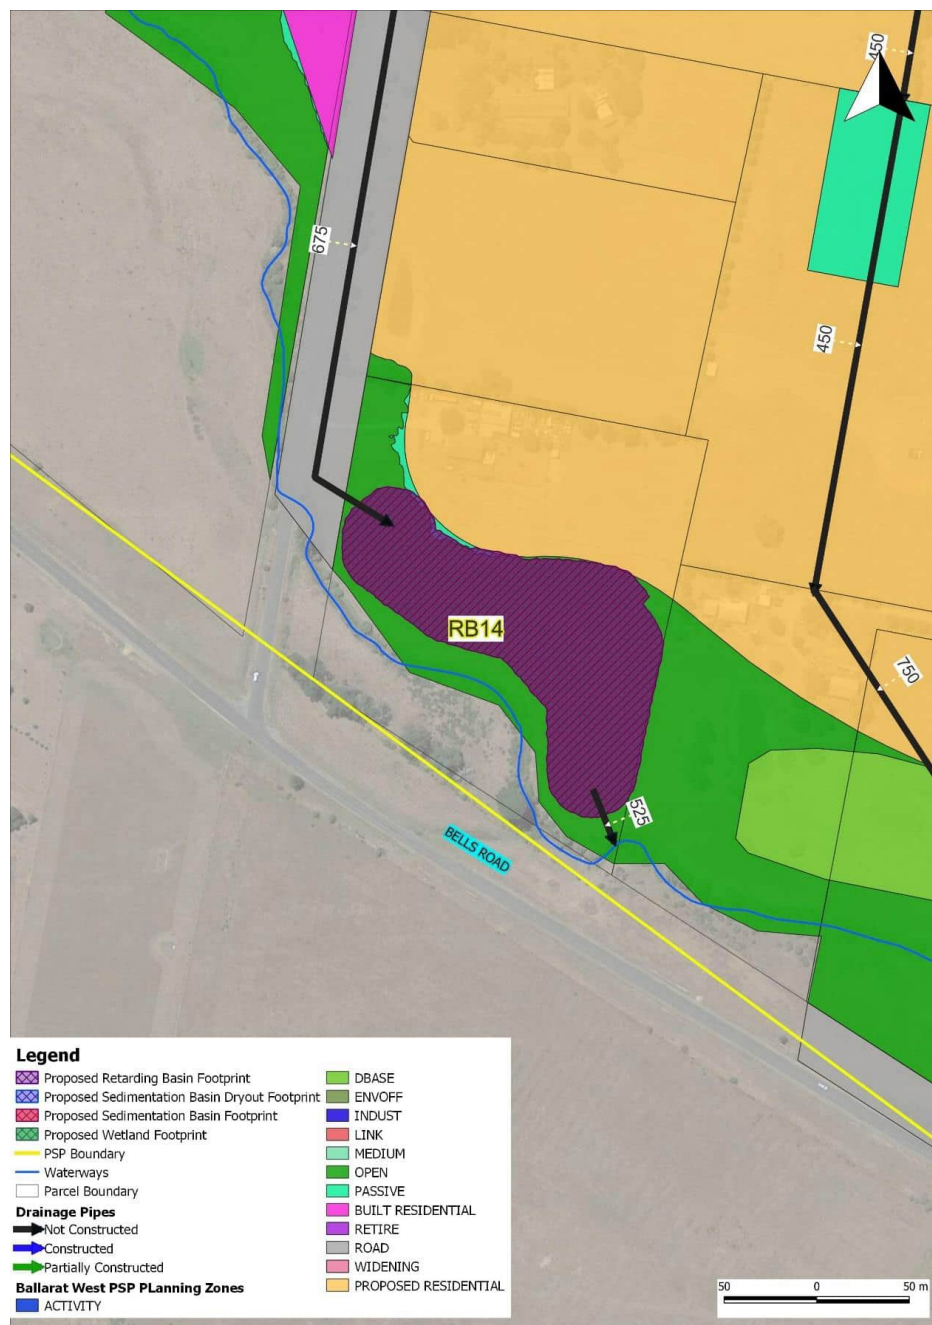 450
675
450
RB14
750
525
BELLS ROAD
Legend
Proposed Retarding Basin Footprint
Proposed Sedimentation Basin Dryout Footprint
Proposed Sedimentation Basin Footprint
Proposed Wetland Footprint
PSP Boundary
Waterways
Parcel Boundary
Drainage Pipes
Not Constructed
Constructed
Partially Constructed
Ballarat West PSP PLanning Zones
ACTIVITY
DBASE
ENVOFF
INDUST
LINK
MEDIUM
OPEN
PASSIVE
BUILT RESIDENTIAL
RETIRE
ROAD
WIDENING
PROPOSED RESIDENTIAL
50 0 50 m